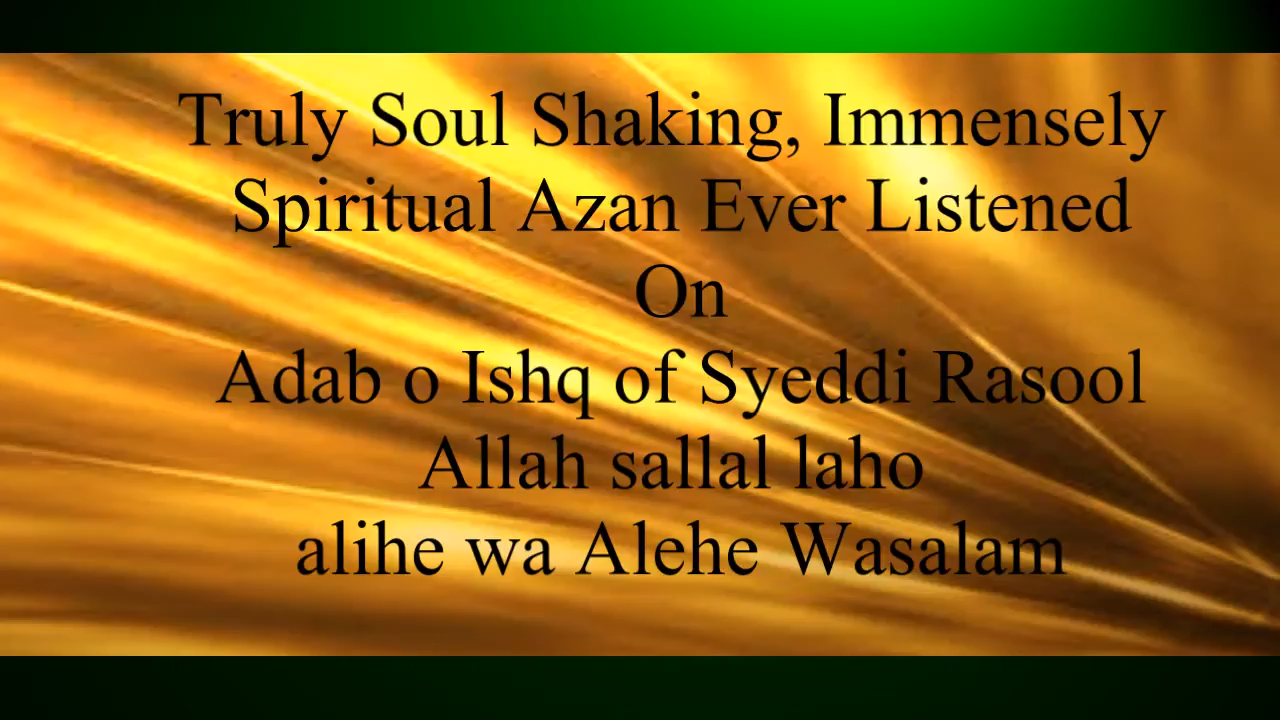 Truly Soul Shaking, Immensely
Spiritual Azan Ever Listened
On
Adab o Ishq of Syeddi Rasool
Allah sallal laho
alihe wa Alehe Wasalam